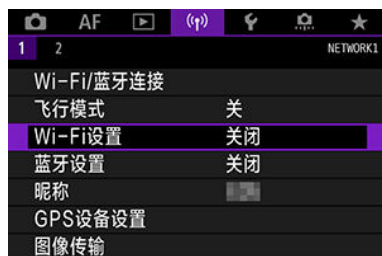 AF
1 2 NETWORK1
Wi-Fi/蓝牙连接
飞行模式 关
Wi-Fi设置 关闭
蓝牙设置 关闭
昵称
GPS设备设置
图像传输